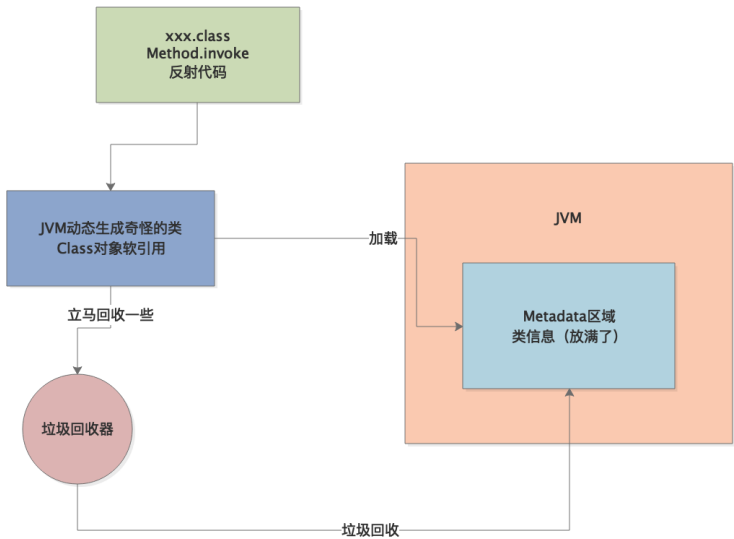 xxx.class
Method.invoke
反射代码
JVM动态生成奇怪的类
Class对象软引用
加载
JVM
Metadata区域
类信息（放满了）
立马回收一些
垃圾回收器
垃圾回收